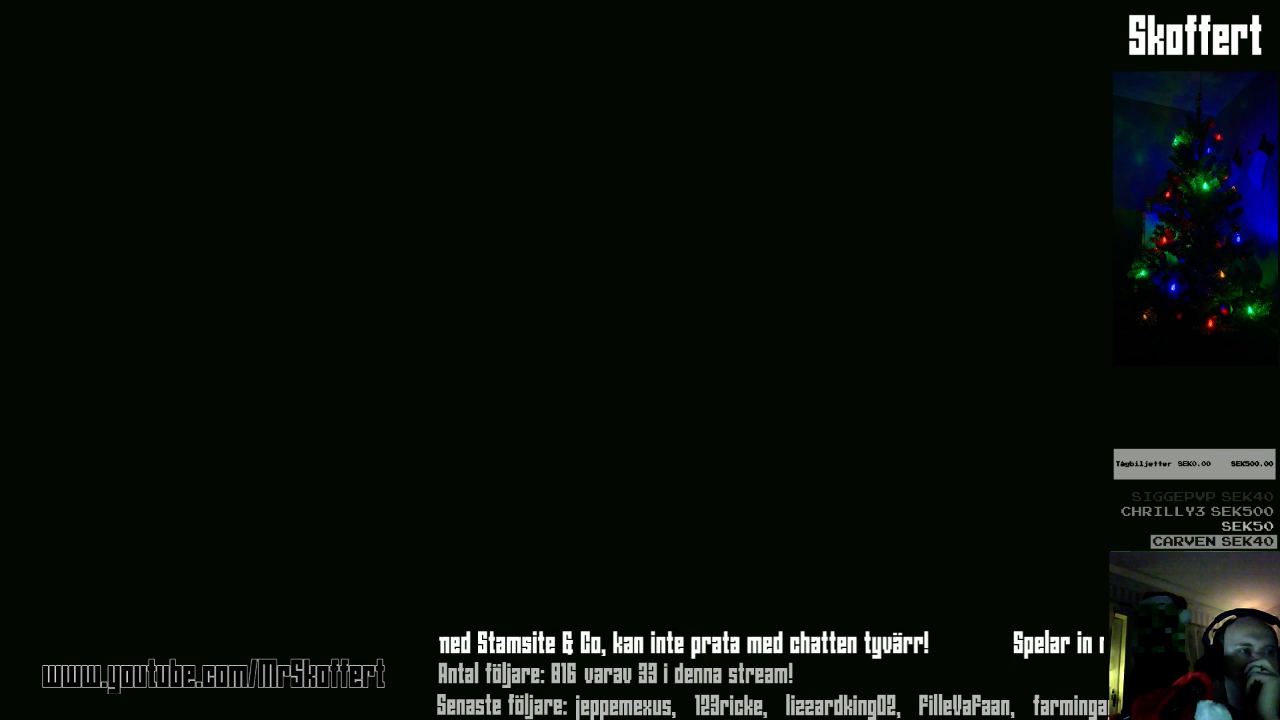 Skoffert
Tågbiljetter SEK0.00 SEK500.00
SIGGEPVP SEK40
CHRILLY3 SEK500
SEK50
CARVEN SEK40
ned Stamsite & Co, kan inte prata med chatten tyvärr! Spelar in
Antal följare: 816 varav 33 i denna stream!
www.youtube.com/MrSkoffert
Senaste följare: jeppemexus, 123ricke, lizzardking02, FilleVaFaan, farminga